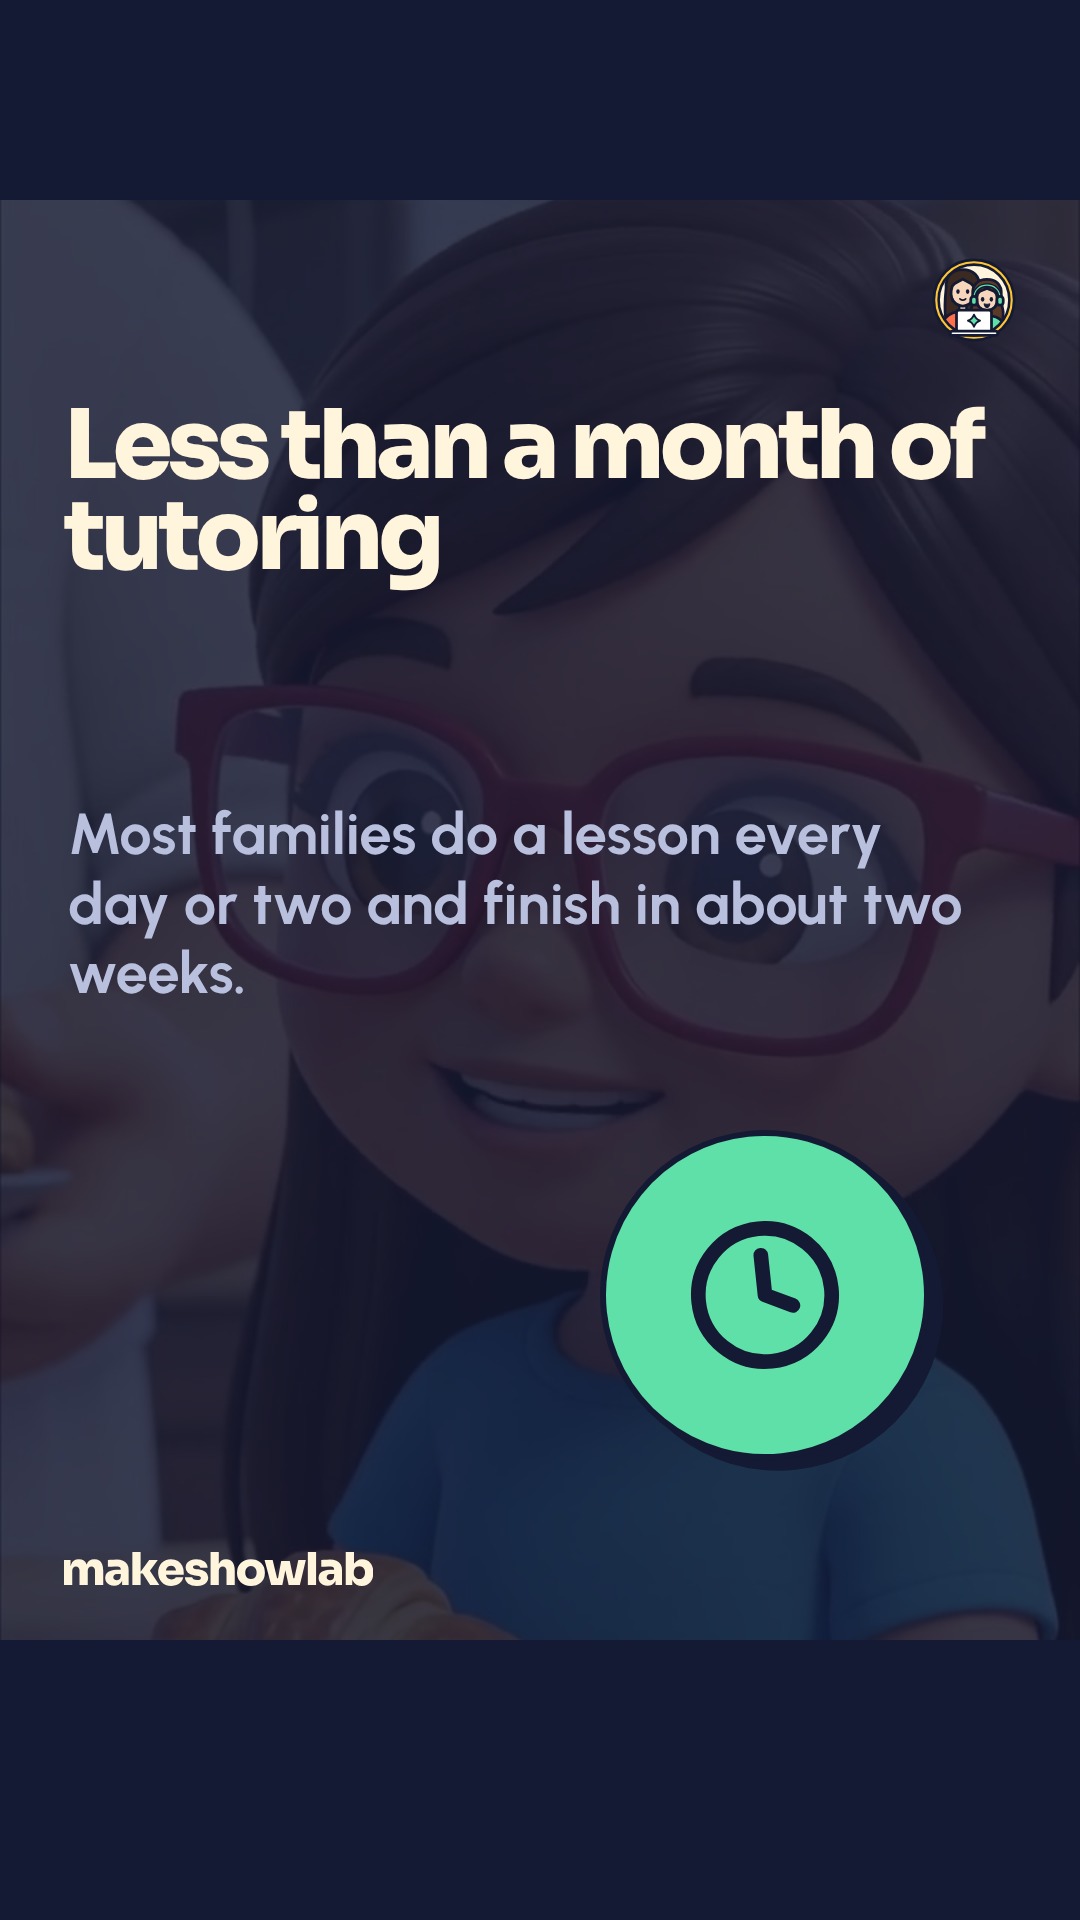 Less than a month of
tutoring
Most families do a lesson every
day or two and finish in about two
weeks.
makeshowlab